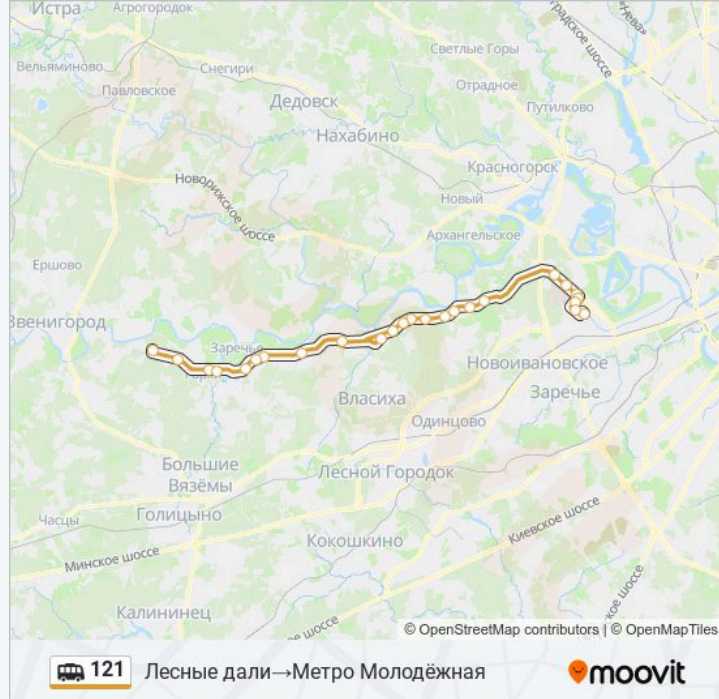 Истра
Агрогородок
Светлые Горы
«Нева»
Вельяминово
Снегири
Павловское
Отрадное
Дедовск
Путилково
Нахабино
Красногорск
Новорижское
шоссе
Новый
Архангельское
Ершово
Звенигород
Заречье
Новоивановское
Заречье
Власиха
Одинцово
Большие
Вязёмы
Лесной Городок
Часцы
Голицыно
Киевское шоссе
Минское шоссе
Кокошкино
Калининец
ое шоссе
© OpenStreetMap contributors | © OpenMapTiles
121 Лесные дали→Метро Молодёжная
moovit